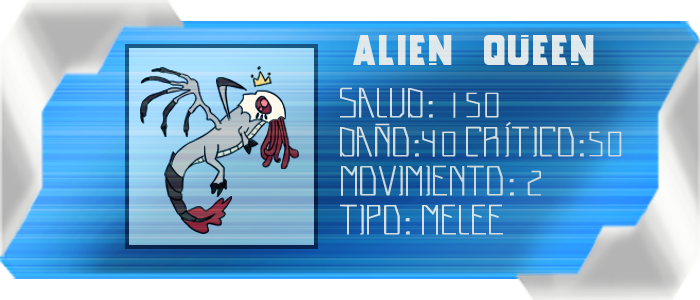 ALIEN QUEEN
SALUD: 150
DAÑO:40 CRÍTICO:50
MOVIMIENTO: 2
TIPO: MELEE